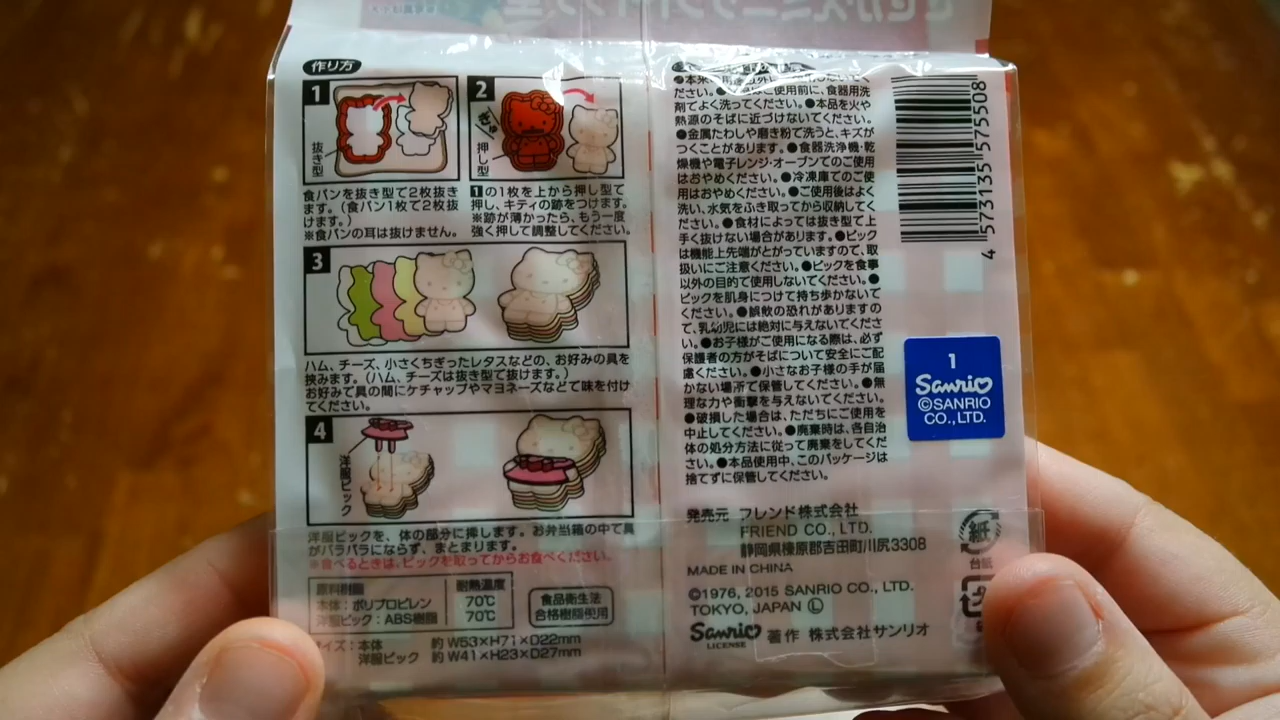 作り方
1
抜き型
食パンを抜き型で2枚抜き
ます。(食パン1枚で2枚抜
けます。)
※食パンの耳は抜けません。
2
ぎゅ
押し型
1の1枚を上から押し型で
押し、キティの跡をつけます。
※跡が薄かったら、もう一度
強く押して調整してください。
3
ハム、チーズ、小さくちぎったレタスなどの、お好みの具を
挟みます。(ハム、チーズは抜き型で抜けます。)
お好みで具の間にケチャップやマヨネーズなどで味を付け
てください。
4
洋服ピック
洋服ピックを、体の部分に押します。お弁当箱の中で具
がバラバラにならず、まとまります。
※食べるときは、ピックを取ってからお食べください。
原料樹脂 耐熱温度
本体:ポリプロピレン 70℃
洋服ピック:ABS樹脂 70℃
食品衛生法
合格樹脂使用
イズ:本体 約W53×H71×D22mm
洋服ピック 約W41×H23×D27mm
●本来
ださい。● ご使用前に、食器用洗
剤でよく洗ってください。●本品を火や
熱源のそばに近づけないでください。
●金属たわしや磨き粉で洗うと、キズが
つくことがあります。●食器洗浄機・乾
燥機や電子レンジ・オーブンでのご使用
はおやめください。●冷凍庫でのご使
用はおやめください。●ご使用後はよく
洗い、水気をふき取ってから収納してく
ださい。●食材によっては抜き型で上
手く抜けない場合があります。●ピック
は機能上先端がとがっていますので、取
扱いにご注意ください。●ピックを食事
以外の目的で使用しないでください。●
ピックを肌身につけて持ち歩かないで
ください。●誤飲の恐れがありますの
で、乳幼児には絶対に与えないでくださ
い。●お子様がご使用になる際は、必ず
保護者の方がそばについて安全にご配
慮ください。●小さなお子様の手が届
かない場所で保管してください。●無
理な力や衝撃を与えないでください。
●破損した場合は、ただちにご使用を
中止してください。●廃棄時は、各自治
体の処分方法に従って廃棄をしてくだ
さい。●本品使用中、このパッケージは
捨てずに保管してください。
発売元 フレンド株式会社
FRIEND CO., LTD.
静岡県榛原郡吉田町川尻3308
MADE IN CHINA
©1976, 2015 SANRIO CO., LTD.
TOKYO, JAPAN Ⓛ
Sanrio 著作 株式会社サンリオ
LICENSE
4 573135 575508
1
Sanrio
©SANRIO
CO.,LTD.
紙
台紙